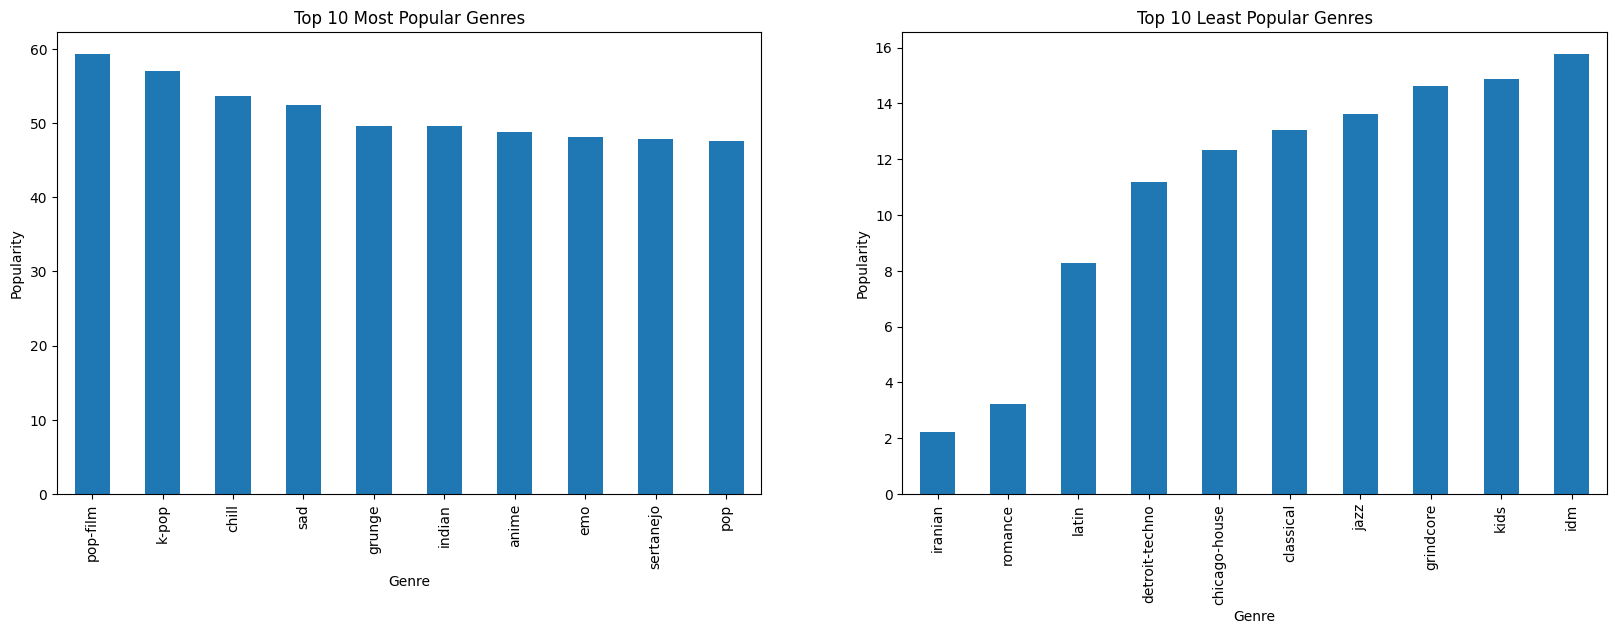 Top 10 Most Popular Genres
Popularity
60
50
40
30
20
10
0
pop-film
k-pop
chill
sad
grunge
indian
anime
emo
sertanejo
pop
Genre
Top 10 Least Popular Genres
Popularity
16
14
12
10
8
6
4
2
0
iranian
romance
latin
detroit-techno
chicago-house
classical
jazz
grindcore
kids
idm
Genre